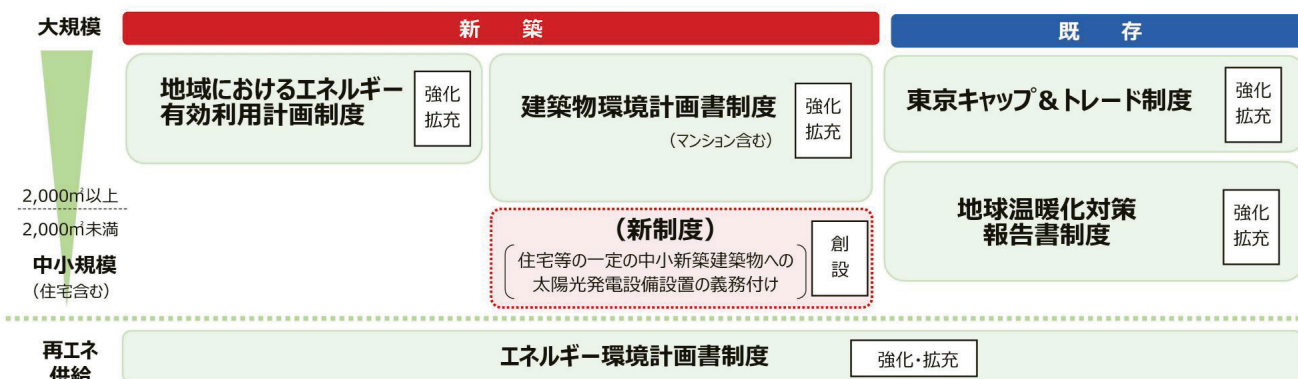 大規模
新 築
既 存
地域におけるエネルギー
有効利用計画制度
強化
拡充
建築物環境計画書制度
(マンション含む)
強化
拡充
東京キャップ&トレード制度
強化
拡充
2,000㎡以上
2,000㎡未満
中小規模
(住宅含む)
(新制度)
住宅等の一定の中小新築建築物への
太陽光発電設備設置の義務付け
創
設
地球温暖化対策
報告書制度
強化
拡充
再エネ
供給
エネルギー環境計画書制度
強化・拡充